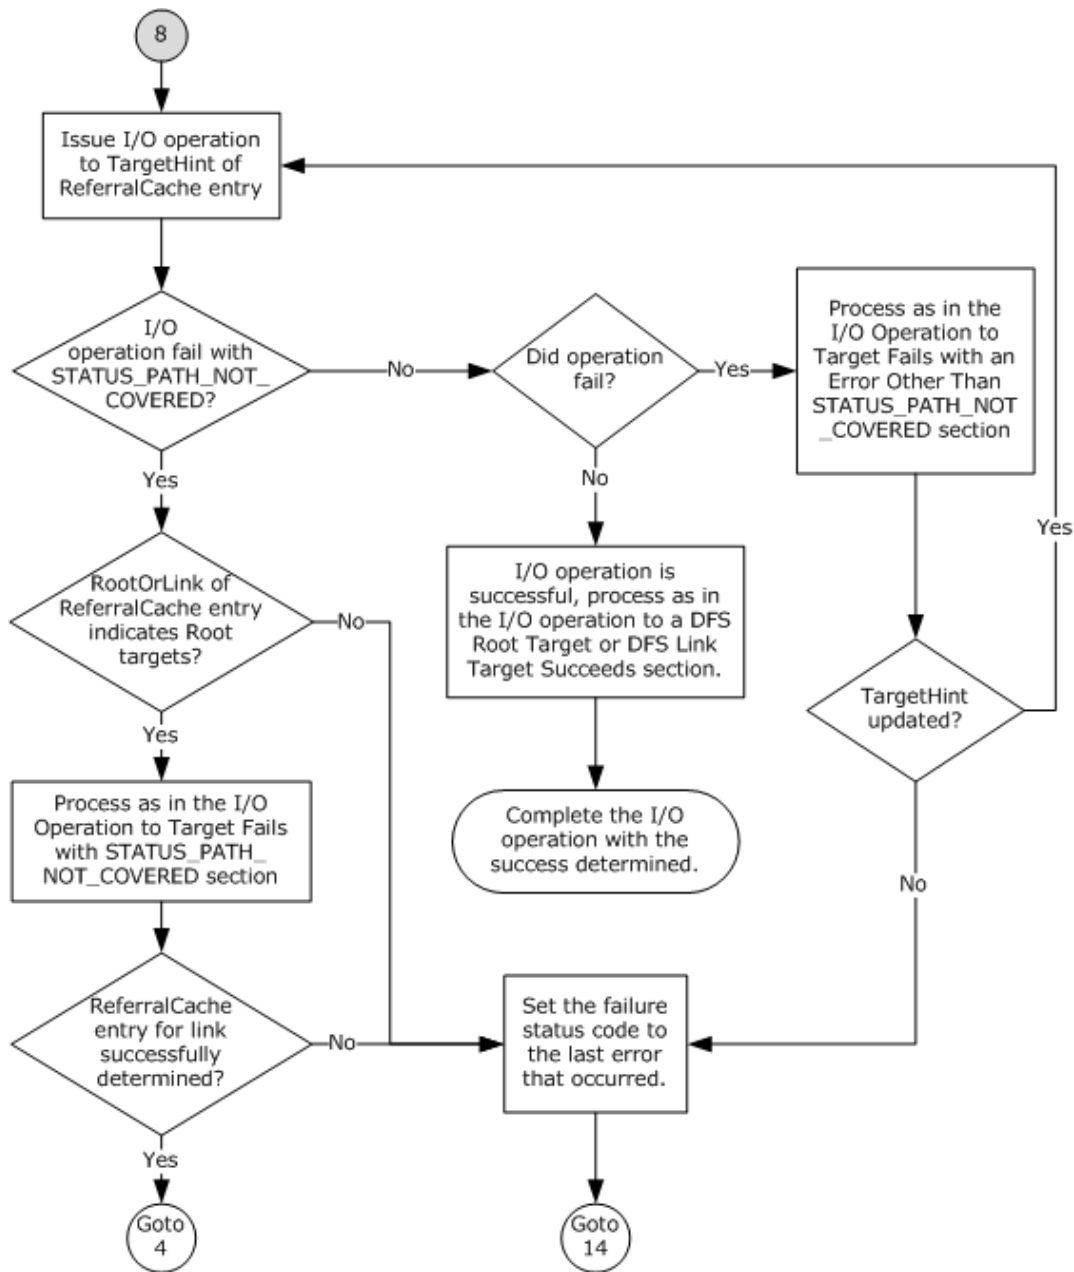 8
Issue I/O operation
to TargetHint of
ReferralCache entry
I/O
operation fail with
STATUS_PATH_NOT_
COVERED?
No
Did operation
fail?
Yes
Process as in the
I/O Operation to
Target Fails with an
Error Other Than
STATUS_PATH_NOT
_COVERED section
Yes
No
Yes
RootOrLink of
ReferralCache entry
indicates Root
targets?
No
I/O operation is
successful, process as in
the I/O operation to a DFS
Root Target or DFS Link
Target Succeeds section.
TargetHint
updated?
Yes
Process as in the I/O
Operation to Target Fails
with STATUS_PATH_
NOT_COVERED section
Complete the I/O
operation with the
success determined.
No
ReferralCache
entry for link
successfully
determined?
No
Set the failure
status code to
the last error
that occurred.
Yes
Goto
4
Goto
14